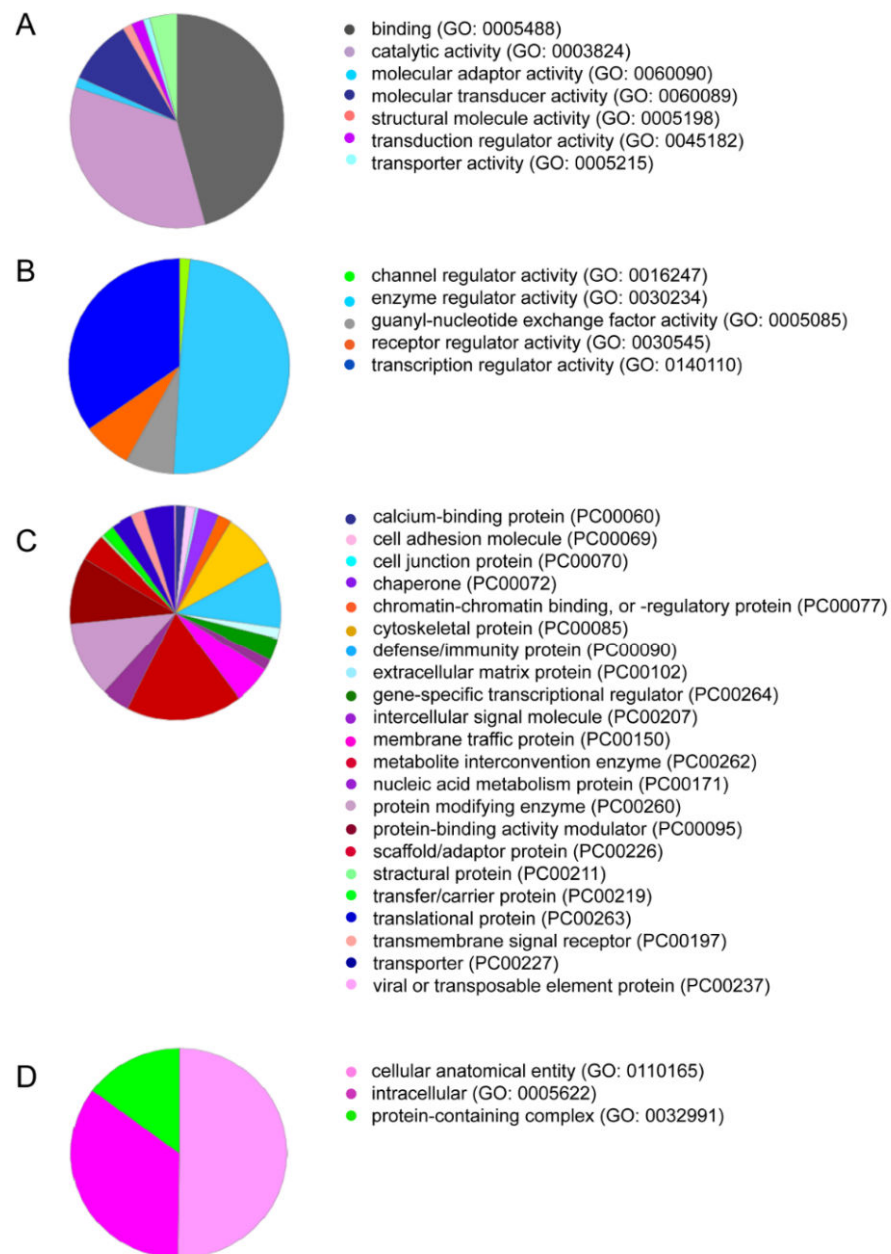 A
binding (GO: 0005488)
catalytic activity (GO: 0003824)
molecular adaptor activity (GO: 0060090)
molecular transducer activity (GO: 0060089)
structural molecule activity (GO: 0005198)
transduction regulator activity (GO: 0045182)
transporter activity (GO: 0005215)
B
channel regulator activity (GO: 0016247)
enzyme regulator activity (GO: 0030234)
guanyl-nucleotide exchange factor activity (GO: 0005085)
receptor regulator activity (GO: 0030545)
transcription regulator activity (GO: 0140110)
C
calcium-binding protein (PC00060)
cell adhesion molecule (PC00069)
cell junction protein (PC00070)
chaperone (PC00072)
chromatin-chromatin binding, or -regulatory protein (PC00077)
cytoskeletal protein (PC00085)
defense/immunity protein (PC00090)
extracellular matrix protein (PC00102)
gene-specific transcriptional regulator (PC00264)
intercellular signal molecule (PC00207)
membrane traffic protein (PC00150)
metabolite interconvention enzyme (PC00262)
nucleic acid metabolism protein (PC00171)
protein modifying enzyme (PC00260)
protein-binding activity modulator (PC00095)
scaffold/adaptor protein (PC00226)
stractural protein (PC00211)
transfer/carrier protein (PC00219)
translational protein (PC00263)
transmembrane signal receptor (PC00197)
transporter (PC00227)
viral or transposable element protein (PC00237)
D
cellular anatomical entity (GO: 0110165)
intracellular (GO: 0005622)
protein-containing complex (GO: 0032991)